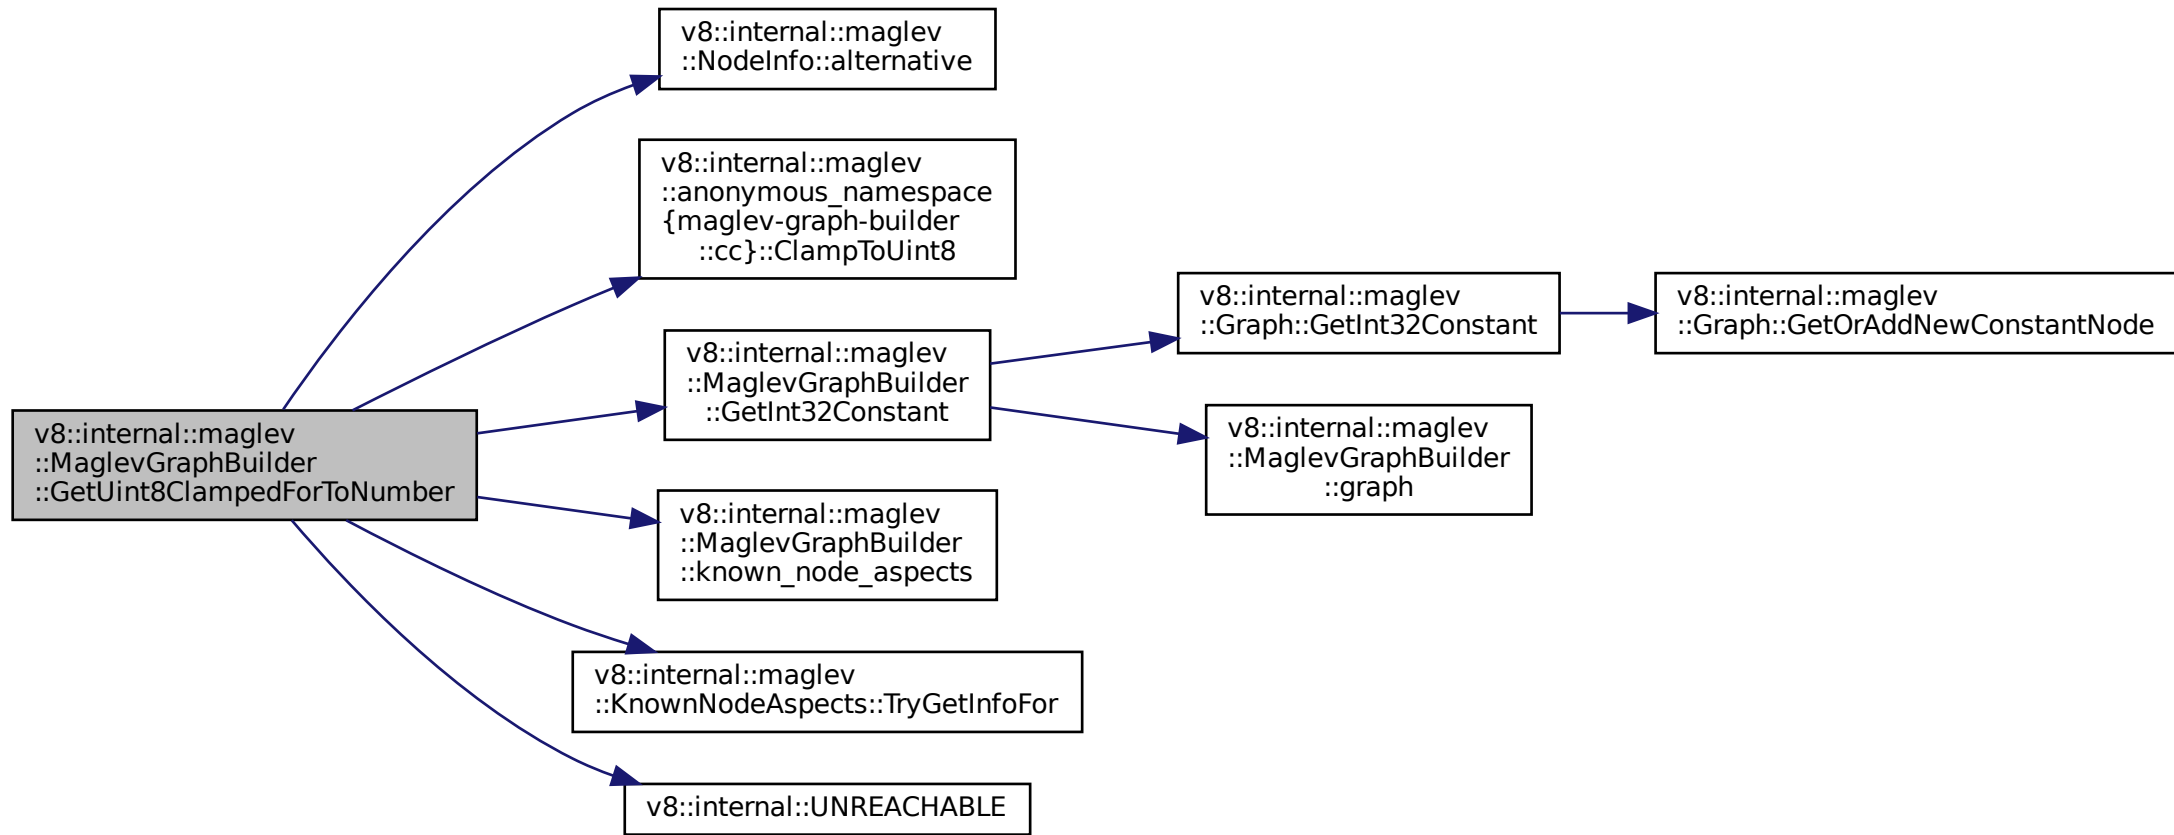 v8::internal::maglev
::NodeInfo::alternative
v8::internal::maglev
::anonymous_namespace
{maglev-graph-builder
::cc}::ClampToUint8
v8::internal::maglev
::Graph::GetInt32Constant
v8::internal::maglev
::Graph::GetOrAddNewConstantNode
v8::internal::maglev
::MaglevGraphBuilder
::GetInt32Constant
v8::internal::maglev
::MaglevGraphBuilder
::graph
v8::internal::maglev
::MaglevGraphBuilder
::GetUint8ClampedForToNumber
v8::internal::maglev
::MaglevGraphBuilder
::known_node_aspects
v8::internal::maglev
::KnownNodeAspects::TryGetInfoFor
v8::internal::UNREACHABLE